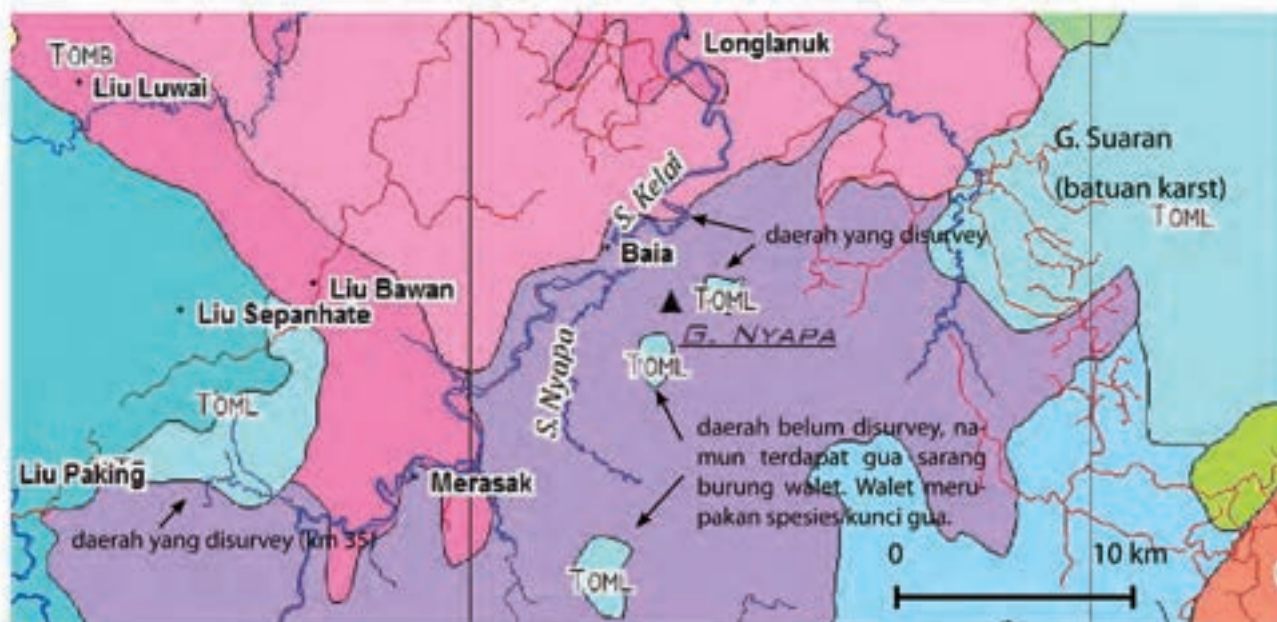 Longlanuk
TOMB
Liu Luwai
G. Suaran
(batuan karst)
TOML
S. Kelai
daerah yang disurvey
Baia
Liu Bawan
TOML
Liu Sepanhate
G. NYAPA
S. Nyapa
TOML
TOML
daerah belum disurvey, na-
mun terdapat gua sarang
burung walet. Walet meru-
pakan spesies kunci gua.
Liu Paking
Merasak
daerah yang disurvey (km 35)
0 10 km
TOML